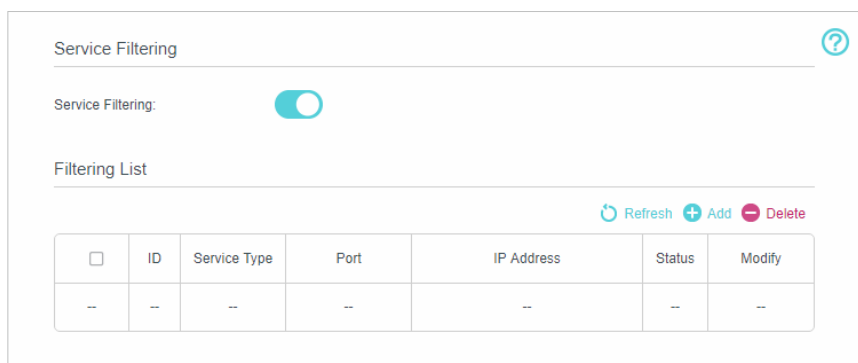 Service Filtering
?
Service Filtering:
Filtering List
Refresh Add Delete
ID Service Type Port IP Address Status Modify
-- -- -- -- -- -- --